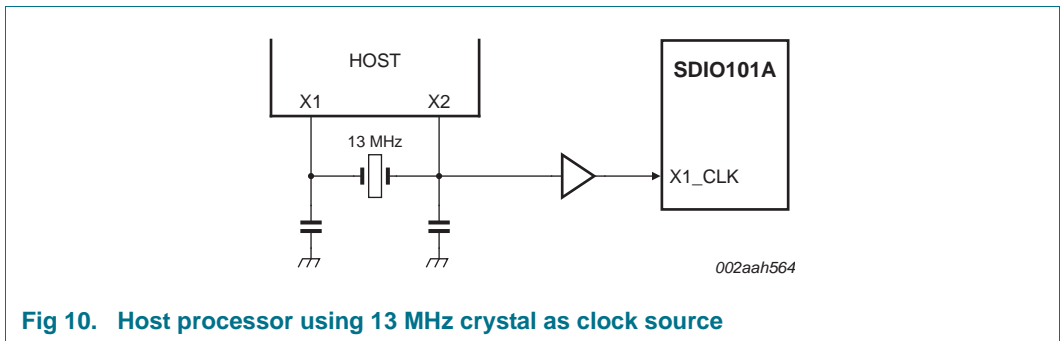 HOST
SDIO101A
X1
X2
13 MHz
X1_CLK
002aah564
Fig 10. Host processor using 13 MHz crystal as clock source